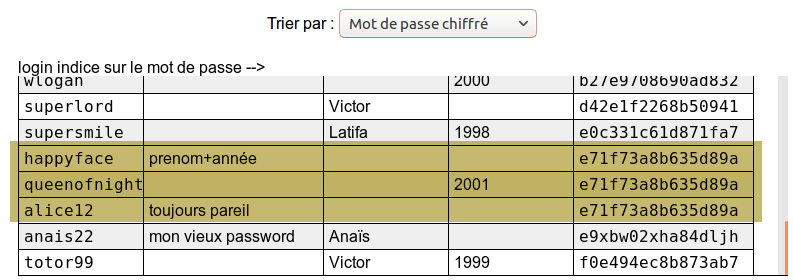 Trier par : Mot de passe chiffré
login indice sur le mot de passe -->
wlogan 2000 b27e9708690ad832
superlord Victor d42e1f2268b50941
supersmile Latifa 1998 e0c331c61d871fa7
happyface prenom+année e71f73a8b635d89a
queenofnight 2001 e71f73a8b635d89a
alice12 toujours pareil e71f73a8b635d89a
anais22 mon vieux password Anaïs e9xbw02xha84dljh
totor99 Victor 1999 f0e494ec8b873ab7